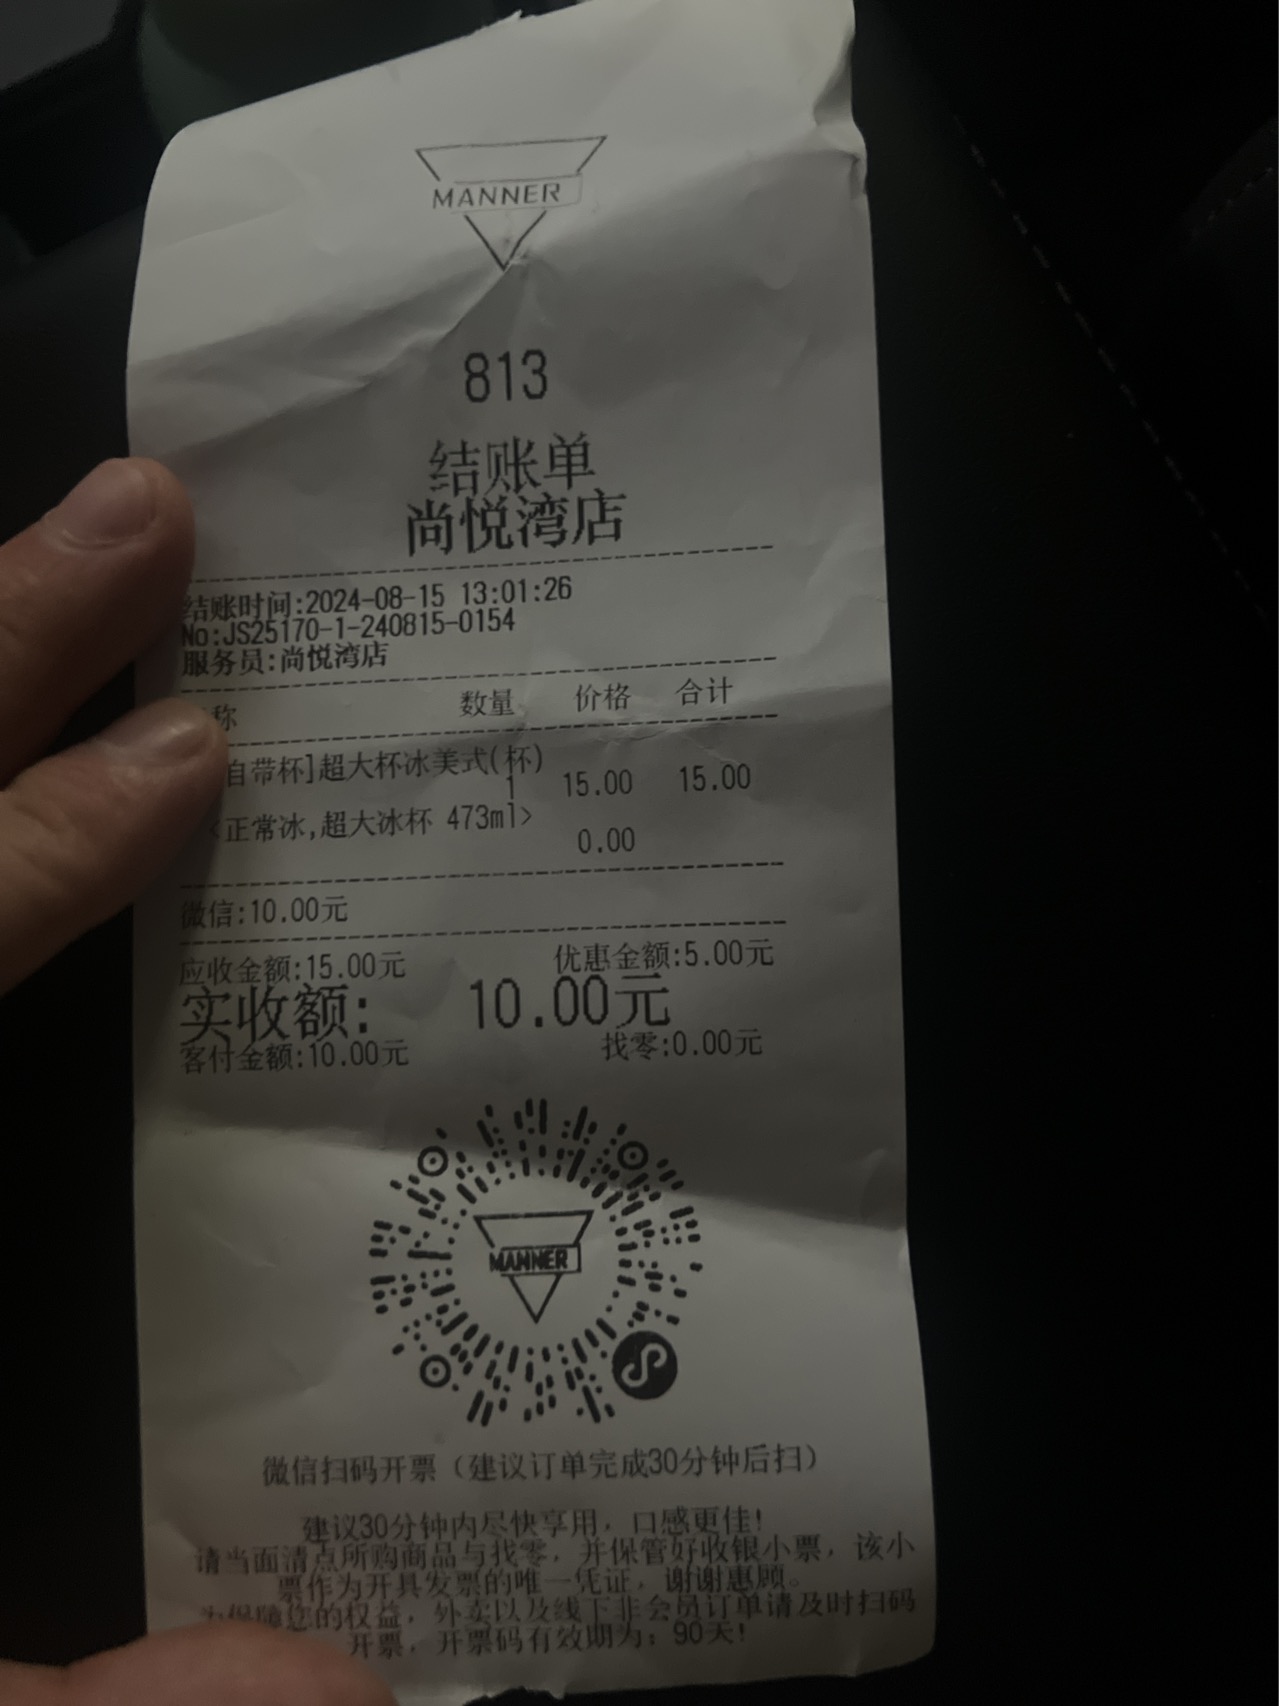 MANNER
813
结账单
尚悦湾店
结账时间:2024-08-15 13:01:26
No:JS25170-1-240815-0154
服务员:尚悦湾店
称 数量 价格 合计
自带杯]超大杯冰美式(杯)
1 15.00 15.00
<正常冰,超大冰杯 473ml>
0.00
微信:10.00元
应收金额:15.00元 优惠金额:5.00元
实收额: 10.00元
客付金额:10.00元 找零:0.00元
MANNER
微信扫码开票（建议订单完成30分钟后扫）
建议30分钟内尽快享用，口感更佳!
请当面清点所购商品与找零，并保管好收银小票，该小
票作为开具发票的唯一凭证，谢谢惠顾。
为保障您的权益，外卖以及线下非会员订单请及时扫码
开票，开票码有效期为：90天!